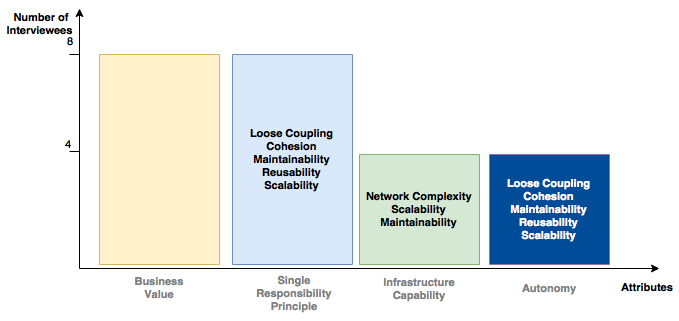 Number of
Interviewees
8
4
Loose Coupling
Cohesion
Maintainability
Reusability
Scalability
Network Complexity
Scalability
Maintainability
Loose Coupling
Cohesion
Maintainability
Reusability
Scalability
Business
Value
Single
Responsibility
Principle
Infrastructure
Capability
Autonomy
Attributes